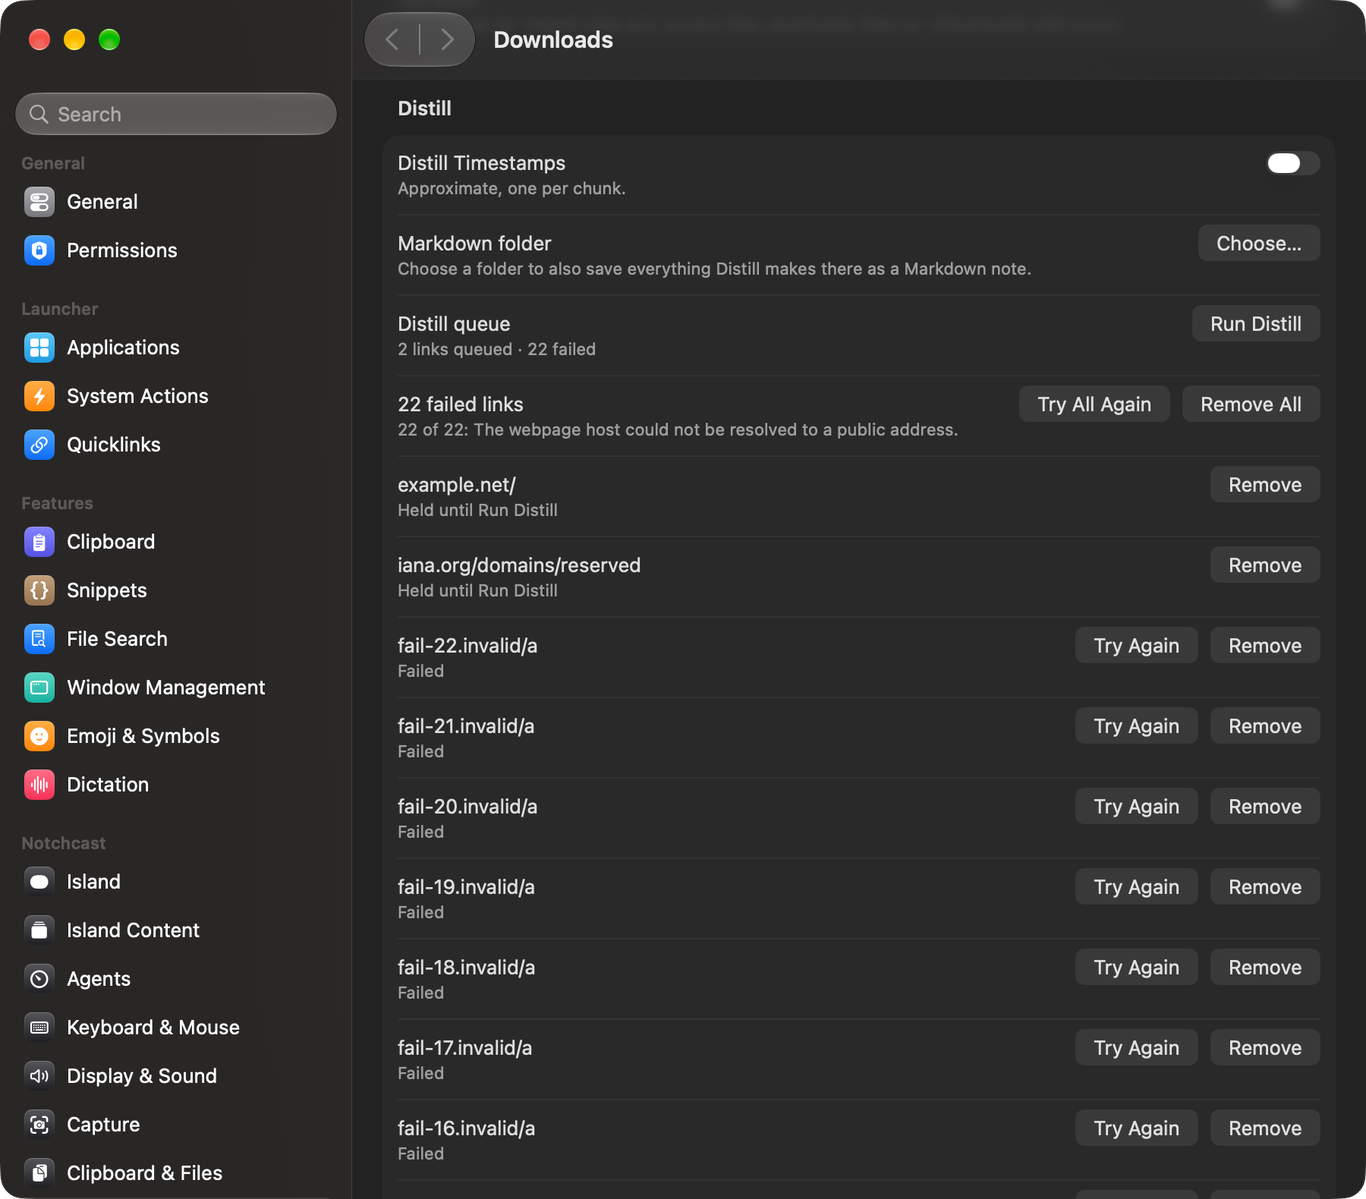 Downloads
Search
General
General
Permissions
Launcher
Applications
System Actions
Quicklinks
Features
Clipboard
Snippets
File Search
Window Management
Emoji & Symbols
Dictation
Notchcast
Island
Island Content
Agents
Keyboard & Mouse
Display & Sound
Capture
Clipboard & Files
Distill
Distill Timestamps
Approximate, one per chunk.
Markdown folder
Choose...
Choose a folder to also save everything Distill makes there as a Markdown note.
Distill queue
Run Distill
2 links queued · 22 failed
22 failed links
Try All Again
Remove All
22 of 22: The webpage host could not be resolved to a public address.
example.net/
Remove
Held until Run Distill
iana.org/domains/reserved
Remove
Held until Run Distill
fail-22.invalid/a
Try Again
Remove
Failed
fail-21.invalid/a
Try Again
Remove
Failed
fail-20.invalid/a
Try Again
Remove
Failed
fail-19.invalid/a
Try Again
Remove
Failed
fail-18.invalid/a
Try Again
Remove
Failed
fail-17.invalid/a
Try Again
Remove
Failed
fail-16.invalid/a
Try Again
Remove
Failed